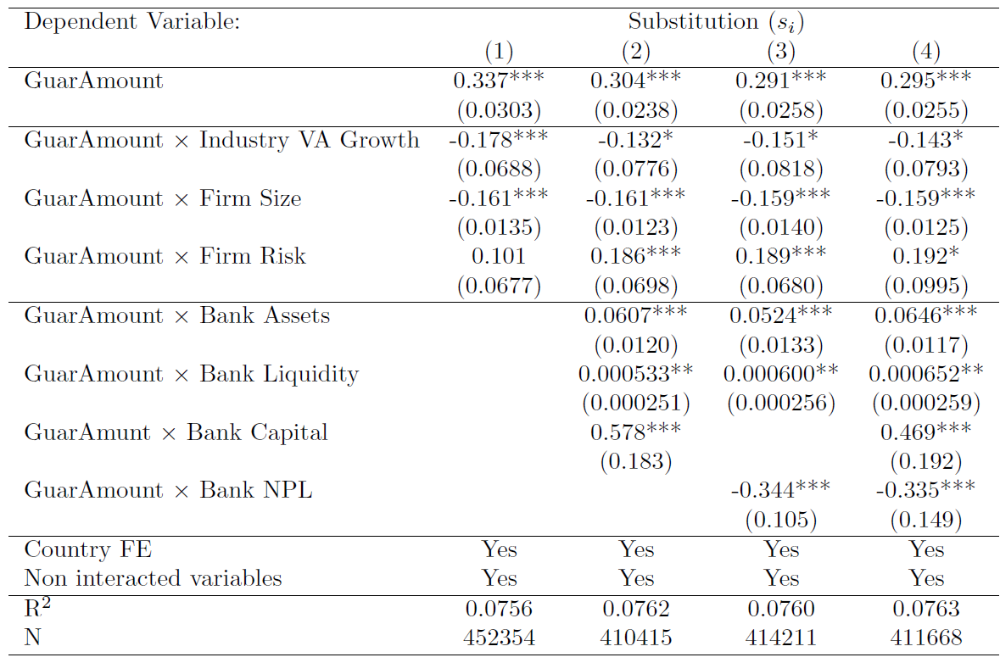 Dependent Variable: Substitution (sᵢ)
(1) (2) (3) (4)
GuarAmount 0.337*** 0.304*** 0.291*** 0.295***
(0.0303) (0.0238) (0.0258) (0.0255)
GuarAmount × Industry VA Growth -0.178*** -0.132* -0.151* -0.143*
(0.0688) (0.0776) (0.0818) (0.0793)
GuarAmount × Firm Size -0.161*** -0.161*** -0.159*** -0.159***
(0.0135) (0.0123) (0.0140) (0.0125)
GuarAmount × Firm Risk 0.101 0.186*** 0.189*** 0.192*
(0.0677) (0.0698) (0.0680) (0.0995)
GuarAmount × Bank Assets 0.0607*** 0.0524*** 0.0646***
(0.0120) (0.0133) (0.0117)
GuarAmount × Bank Liquidity 0.000533** 0.000600** 0.000652**
(0.000251) (0.000256) (0.000259)
GuarAmunt × Bank Capital 0.578*** 0.469***
(0.183) (0.192)
GuarAmount × Bank NPL -0.344*** -0.335***
(0.105) (0.149)
Country FE Yes Yes Yes Yes
Non interacted variables Yes Yes Yes Yes
R² 0.0756 0.0762 0.0760 0.0763
N 452354 410415 414211 411668